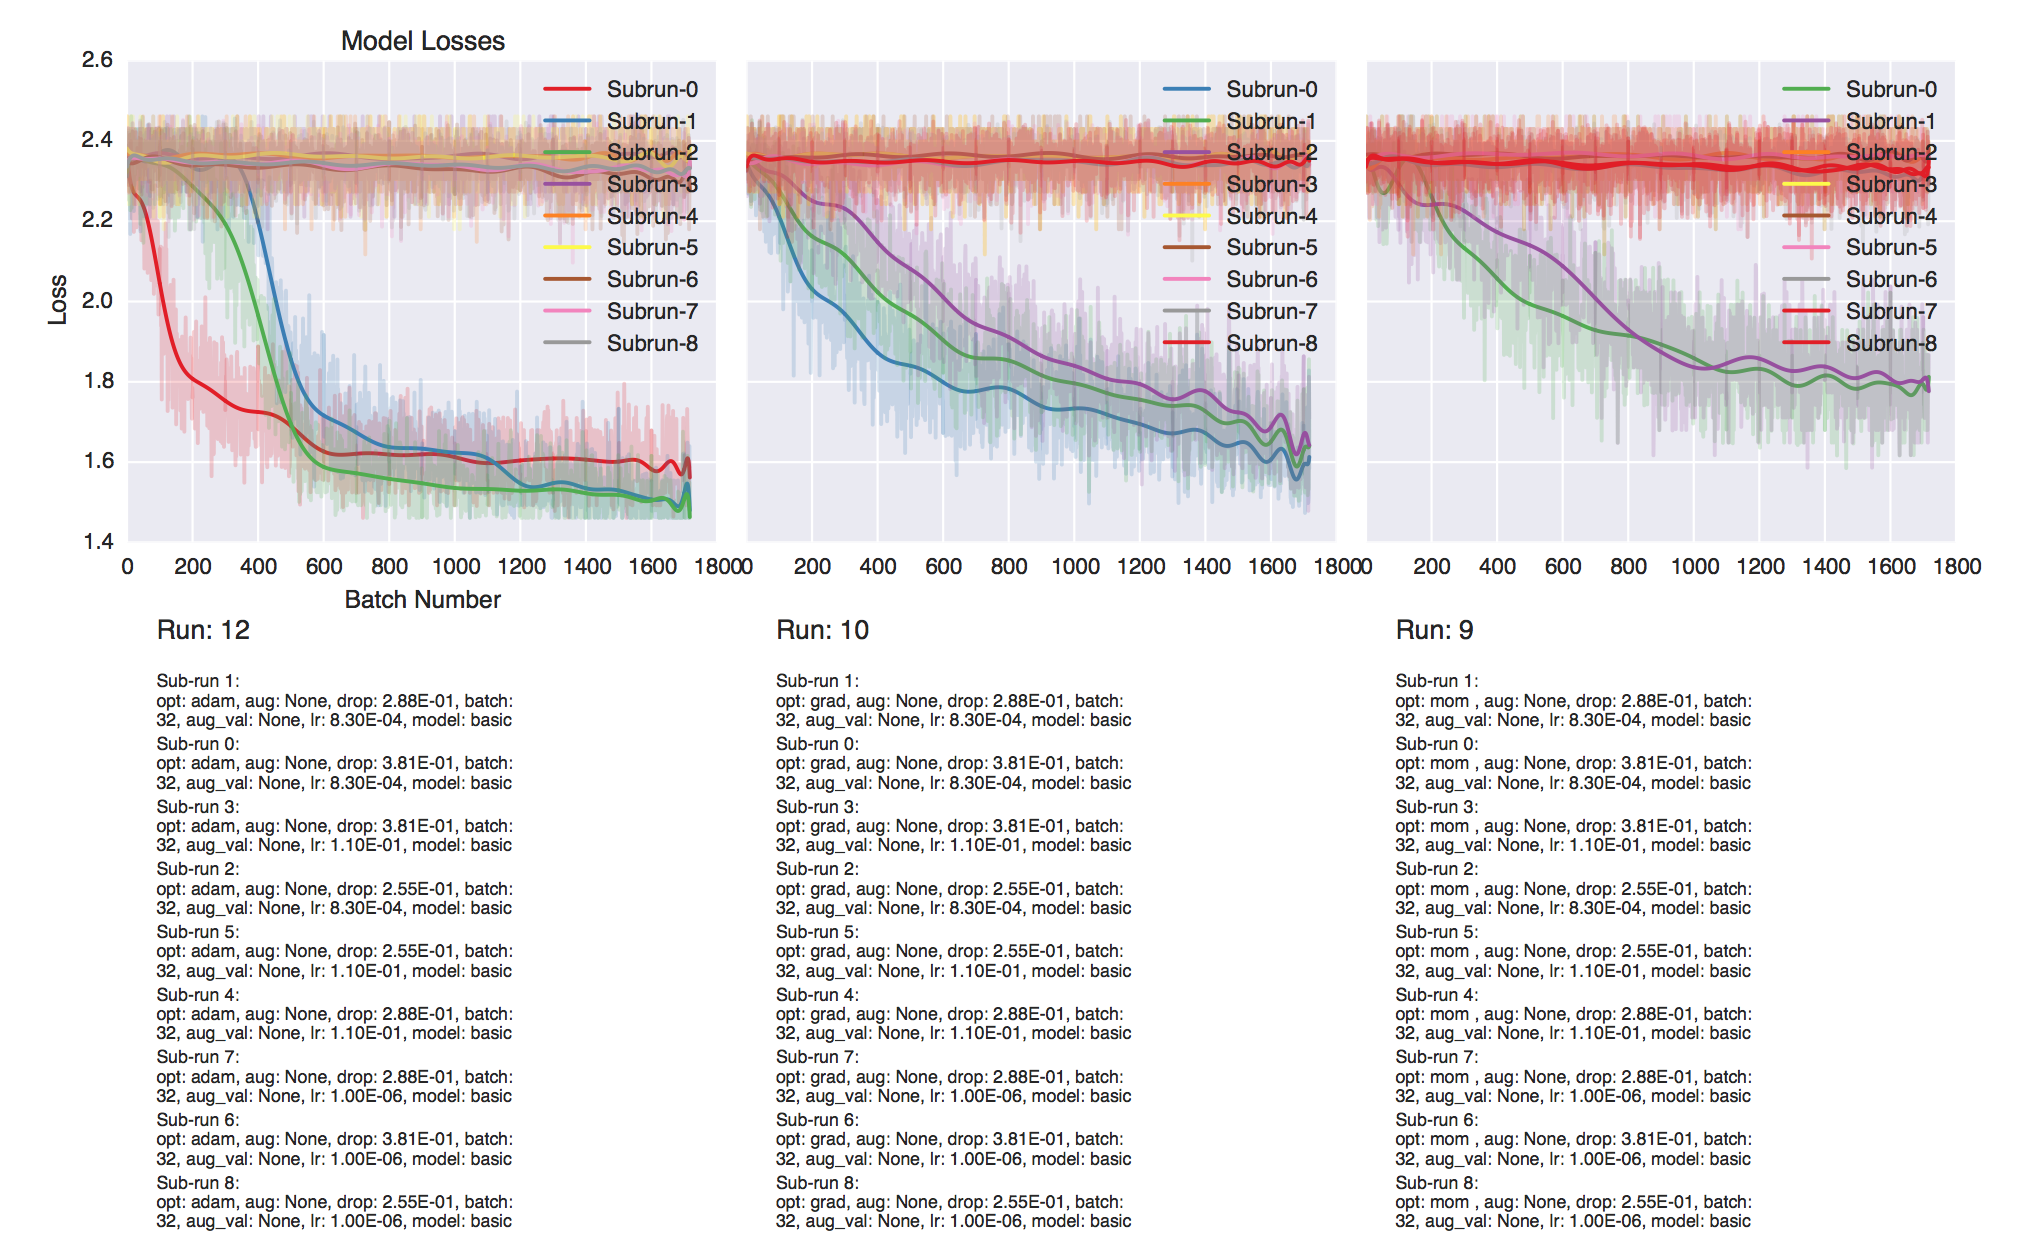 Model Losses
2.6
2.4
2.2
2.0
1.8
1.6
1.4
Loss
Subrun-0
Subrun-1
Subrun-2
Subrun-3
Subrun-4
Subrun-5
Subrun-6
Subrun-7
Subrun-8
0 200 400 600 800 1000 1200 1400 1600 1800
Batch Number
Subrun-0
Subrun-1
Subrun-2
Subrun-3
Subrun-4
Subrun-5
Subrun-6
Subrun-7
Subrun-8
0 200 400 600 800 1000 1200 1400 1600 1800
Subrun-0
Subrun-1
Subrun-2
Subrun-3
Subrun-4
Subrun-5
Subrun-6
Subrun-7
Subrun-8
0 200 400 600 800 1000 1200 1400 1600 1800
Run: 12
Sub-run 1:
opt: adam, aug: None, drop: 2.88E-01, batch:
32, aug_val: None, lr: 8.30E-04, model: basic
Sub-run 0:
opt: adam, aug: None, drop: 3.81E-01, batch:
32, aug_val: None, lr: 8.30E-04, model: basic
Sub-run 3:
opt: adam, aug: None, drop: 3.81E-01, batch:
32, aug_val: None, lr: 1.10E-01, model: basic
Sub-run 2:
opt: adam, aug: None, drop: 2.55E-01, batch:
32, aug_val: None, lr: 8.30E-04, model: basic
Sub-run 5:
opt: adam, aug: None, drop: 2.55E-01, batch:
32, aug_val: None, lr: 1.10E-01, model: basic
Sub-run 4:
opt: adam, aug: None, drop: 2.88E-01, batch:
32, aug_val: None, lr: 1.10E-01, model: basic
Sub-run 7:
opt: adam, aug: None, drop: 2.88E-01, batch:
32, aug_val: None, lr: 1.00E-06, model: basic
Sub-run 6:
opt: adam, aug: None, drop: 3.81E-01, batch:
32, aug_val: None, lr: 1.00E-06, model: basic
Sub-run 8:
opt: adam, aug: None, drop: 2.55E-01, batch:
32, aug_val: None, lr: 1.00E-06, model: basic
Run: 10
Sub-run 1:
opt: grad, aug: None, drop: 2.88E-01, batch:
32, aug_val: None, lr: 8.30E-04, model: basic
Sub-run 0:
opt: grad, aug: None, drop: 3.81E-01, batch:
32, aug_val: None, lr: 8.30E-04, model: basic
Sub-run 3:
opt: grad, aug: None, drop: 3.81E-01, batch:
32, aug_val: None, lr: 1.10E-01, model: basic
Sub-run 2:
opt: grad, aug: None, drop: 2.55E-01, batch:
32, aug_val: None, lr: 8.30E-04, model: basic
Sub-run 5:
opt: grad, aug: None, drop: 2.55E-01, batch:
32, aug_val: None, lr: 1.10E-01, model: basic
Sub-run 4:
opt: grad, aug: None, drop: 2.88E-01, batch:
32, aug_val: None, lr: 1.10E-01, model: basic
Sub-run 7:
opt: grad, aug: None, drop: 2.88E-01, batch:
32, aug_val: None, lr: 1.00E-06, model: basic
Sub-run 6:
opt: grad, aug: None, drop: 3.81E-01, batch:
32, aug_val: None, lr: 1.00E-06, model: basic
Sub-run 8:
opt: grad, aug: None, drop: 2.55E-01, batch:
32, aug_val: None, lr: 1.00E-06, model: basic
Run: 9
Sub-run 1:
opt: mom , aug: None, drop: 2.88E-01, batch:
32, aug_val: None, lr: 8.30E-04, model: basic
Sub-run 0:
opt: mom , aug: None, drop: 3.81E-01, batch:
32, aug_val: None, lr: 8.30E-04, model: basic
Sub-run 3:
opt: mom , aug: None, drop: 3.81E-01, batch:
32, aug_val: None, lr: 1.10E-01, model: basic
Sub-run 2:
opt: mom , aug: None, drop: 2.55E-01, batch:
32, aug_val: None, lr: 8.30E-04, model: basic
Sub-run 5:
opt: mom , aug: None, drop: 2.55E-01, batch:
32, aug_val: None, lr: 1.10E-01, model: basic
Sub-run 4:
opt: mom , aug: None, drop: 2.88E-01, batch:
32, aug_val: None, lr: 1.10E-01, model: basic
Sub-run 7:
opt: mom , aug: None, drop: 2.88E-01, batch:
32, aug_val: None, lr: 1.00E-06, model: basic
Sub-run 6:
opt: mom , aug: None, drop: 3.81E-01, batch:
32, aug_val: None, lr: 1.00E-06, model: basic
Sub-run 8:
opt: mom , aug: None, drop: 2.55E-01, batch:
32, aug_val: None, lr: 1.00E-06, model: basic